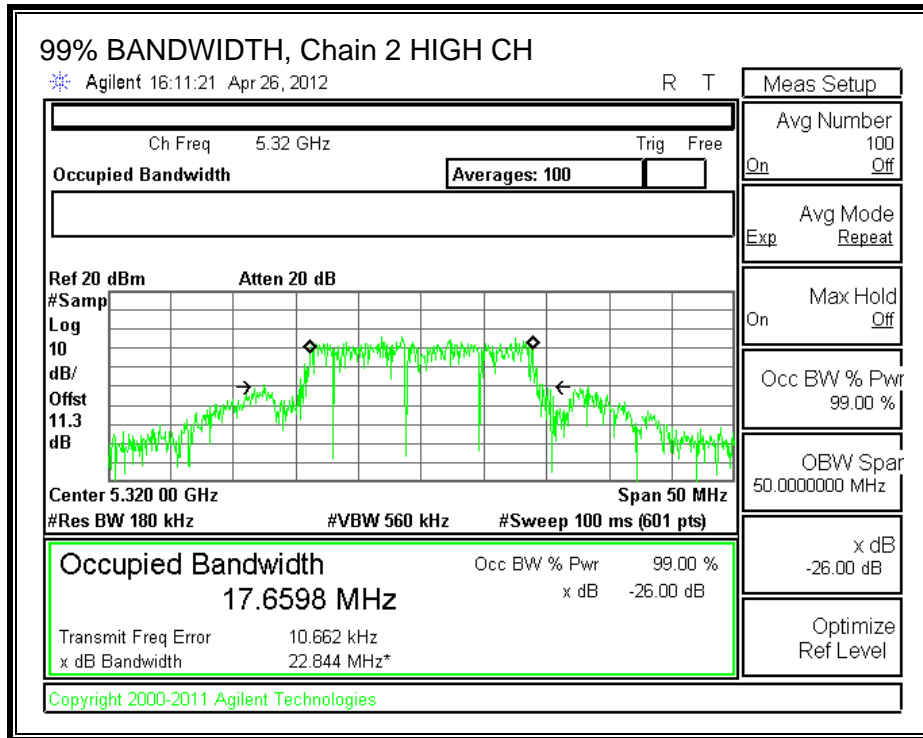 99% BANDWIDTH, Chain 2 HIGH CH
Agilent 16:11:21 Apr 26, 2012 R T
Ch Freq 5.32 GHz Trig Free
Occupied Bandwidth Averages: 100
Ref 20 dBm Atten 20 dB
#Samp
Log
10
dB/
Offst
11.3
dB
Center 5.320 00 GHz Span 50 MHz
#Res BW 180 kHz #VBW 560 kHz #Sweep 100 ms (601 pts)
Occupied Bandwidth
17.6598 MHz
Occ BW % Pwr 99.00 %
x dB -26.00 dB
Transmit Freq Error 10.662 kHz
x dB Bandwidth 22.844 MHz*
Copyright 2000-2011 Agilent Technologies
Meas Setup
Avg Number
100
On Off
Avg Mode
Exp Repeat
Max Hold
On Off
Occ BW % Pwr
99.00 %
OBW Span
50.0000000 MHz
x dB
-26.00 dB
Optimize
Ref Level